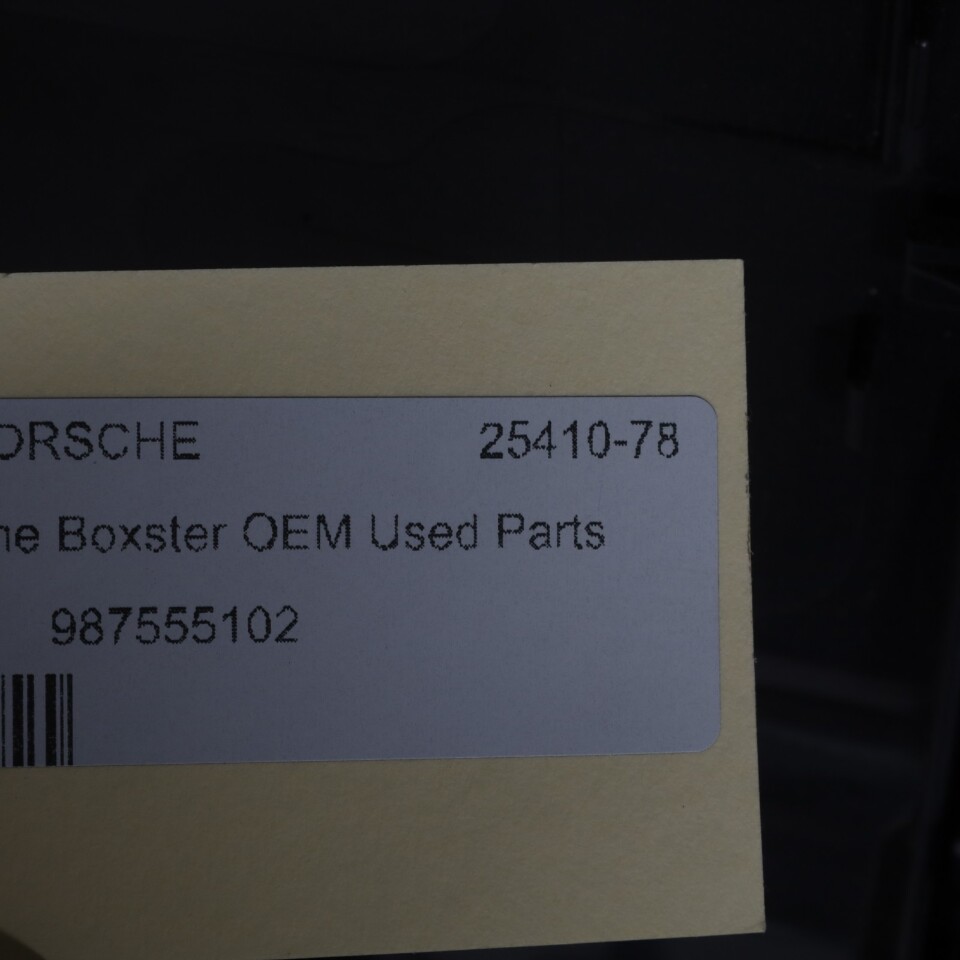 ORSCHE 25410-78
ne Boxster OEM Used Parts
987555102